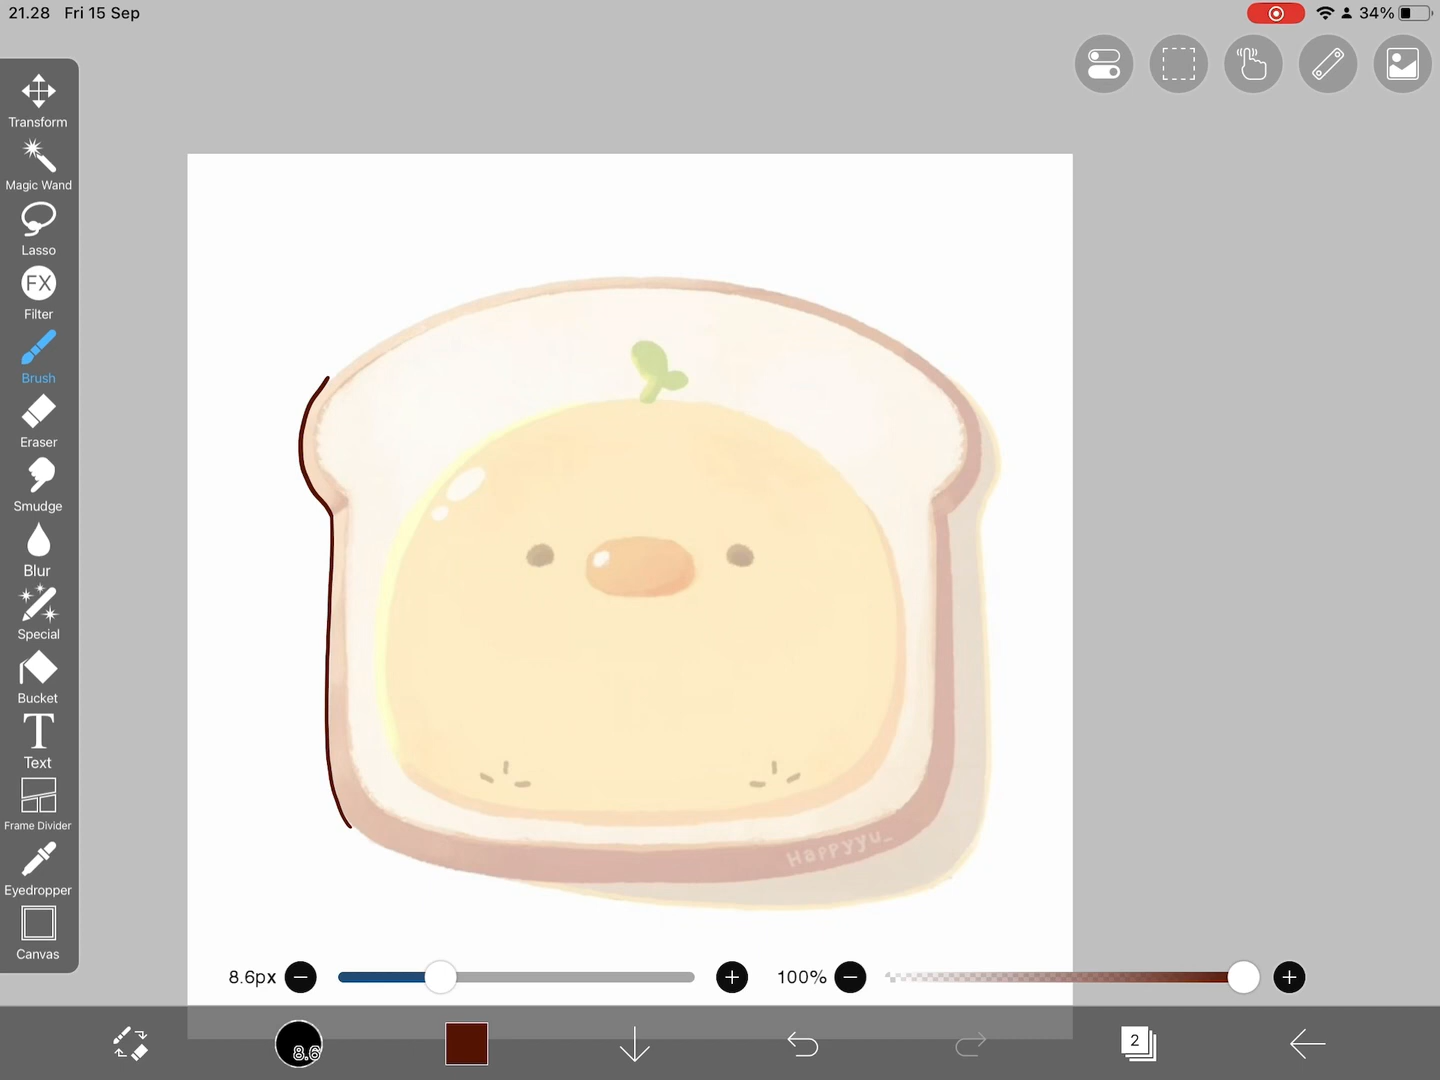 21.28 Fri 15 Sep
34%
Transform
Magic Wand
Lasso
FX
Filter
Brush
Eraser
Smudge
Blur
Special
Bucket
T
Text
Frame Divider
Eyedropper
Canvas
Happyyu_
8.6px
100%
8.6
2